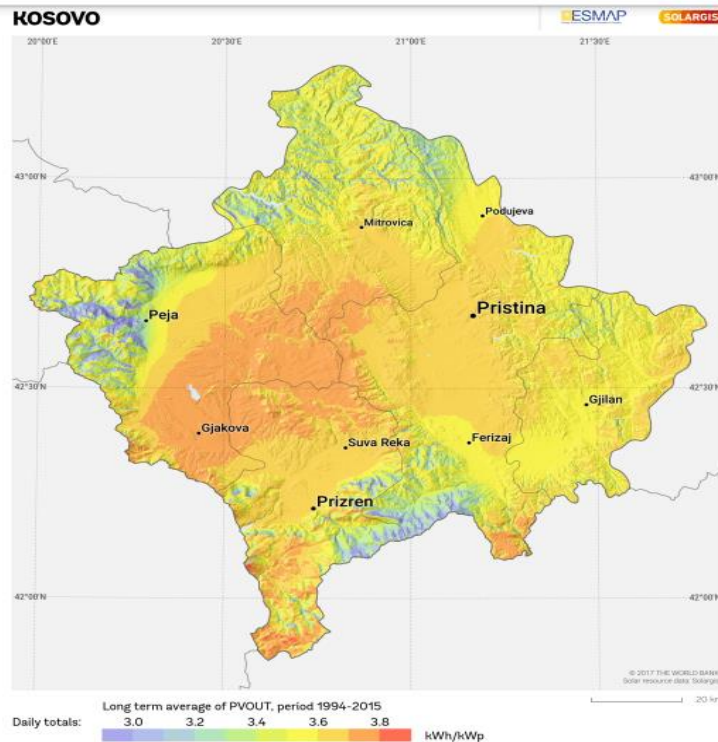 KOSOVO
ESMAP
SOLARGIS
20°00'E
20°30'E
21°00'E
21°30'E
43°00'N
43°00'N
Mitrovica
Podujeva
Peja
Pristina
42°30'N
42°30'N
Gjakova
Suva Reka
Ferizaj
Gjilan
Prizren
42°00'N
42°00'N
© 2017 THE WORLD BANK
Solar resource data: Solargis
20 km
Long term average of PVOUT, period 1994-2015
Daily totals: 3.0 3.2 3.4 3.6 3.8 kWh/kWp